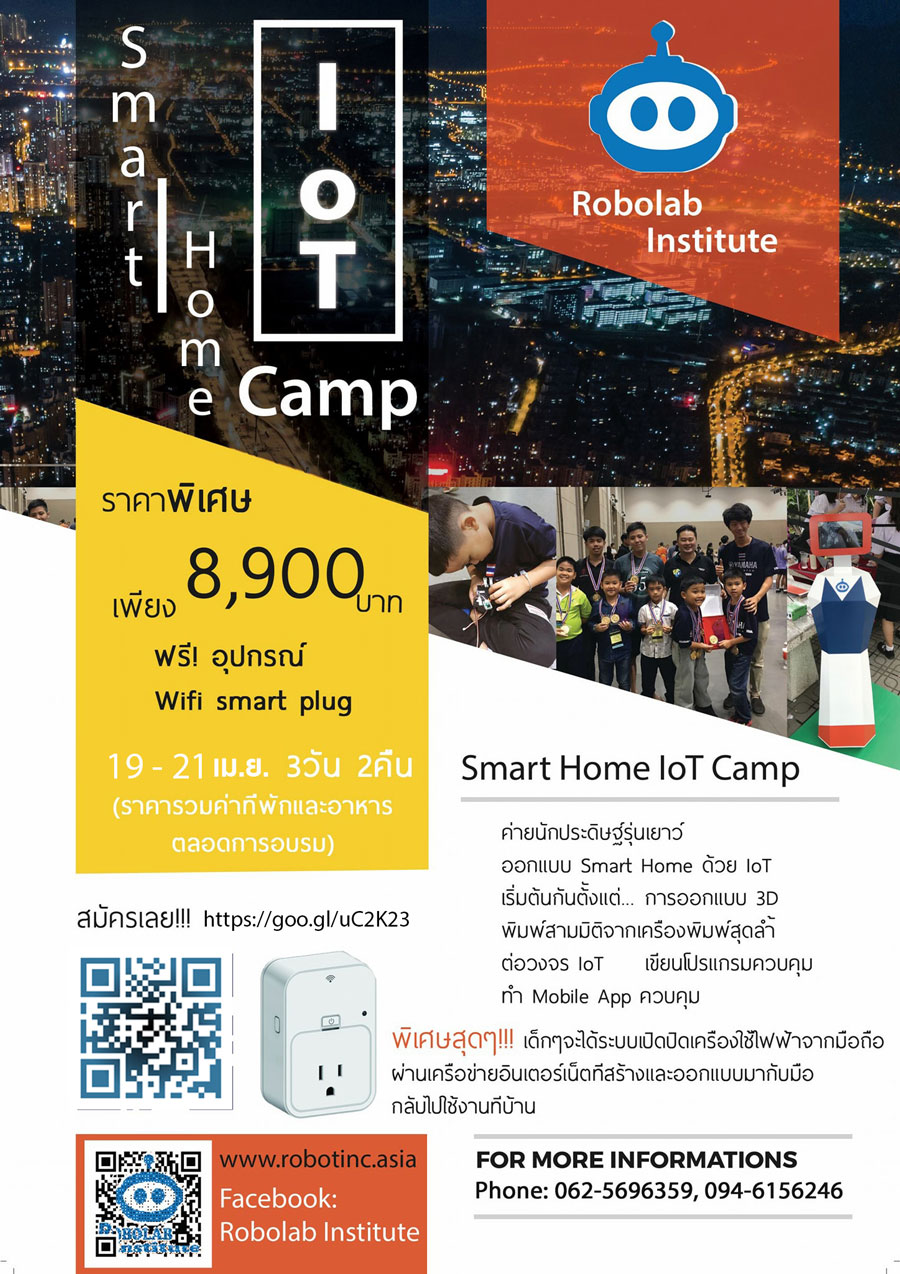 Smart
Home
IoT
Camp
Robolab
Institute
ราคาพิเศษ
เพียง 8,900 บาท
ฟรี! อุปกรณ์
Wifi smart plug
19 - 21 เม.ย. 3วัน 2คืน
(ราคารวมค่าที่พักและอาหาร
ตลอดการอบรม)
Smart Home IoT Camp
ค่ายนักประดิษฐ์รุ่นเยาว์
ออกแบบ Smart Home ด้วย IoT
เริ่มต้นกันตั้งแต่... การออกแบบ 3D
พิมพ์สามมิติจากเครื่องพิมพ์สุดล้ำ
ต่อวงจร IoT เขียนโปรแกรมควบคุม
ทำ Mobile App ควบคุม
สมัครเลย!!! https://goo.gl/uC2K23
พิเศษสุดๆ!!! เด็กๆจะได้ระบบเปิดปิดเครื่องใช้ไฟฟ้าจากมือถือ
ผ่านเครือข่ายอินเตอร์เน็ตที่สร้างและออกแบบมากับมือ
กลับไปใช้งานที่บ้าน
www.robotinc.asia
Facebook:
Robolab Institute
ROBOLAB
Institute
FOR MORE INFORMATIONS
Phone: 062-5696359, 094-6156246
YAMAHA